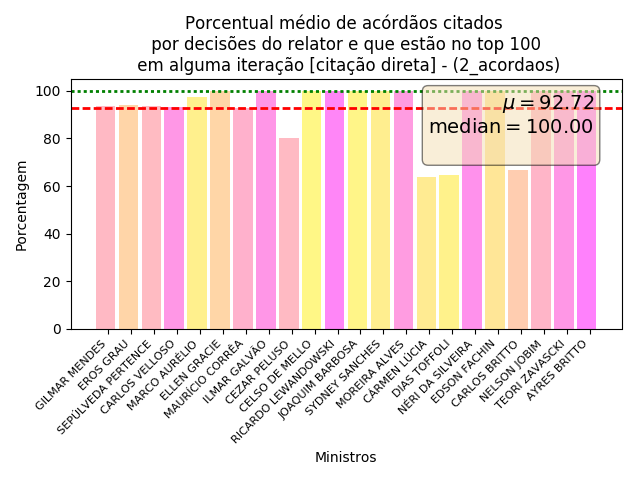 Porcentual médio de acórdãos citados
por decisões do relator e que estão no top 100
em alguma iteração [citação direta] - (2_acordaos)
100
80
60
40
20
0
Porcentagem
μ = 92.72
median = 100.00
GILMAR MENDES
EROS GRAU
SEPÚLVEDA PERTENCE
CARLOS VELLOSO
MARCO AURÉLIO
ELLEN GRACIE
MAURÍCIO CORRÊA
ILMAR GALVÃO
CEZAR PELUSO
CELSO DE MELLO
RICARDO LEWANDOWSKI
JOAQUIM BARBOSA
SYDNEY SANCHES
MOREIRA ALVES
CÁRMEN LÚCIA
DIAS TOFFOLI
NÉRI DA SILVEIRA
EDSON FACHIN
CARLOS BRITTO
NELSON JOBIM
TEORI ZAVASCKI
AYRES BRITTO
Ministros